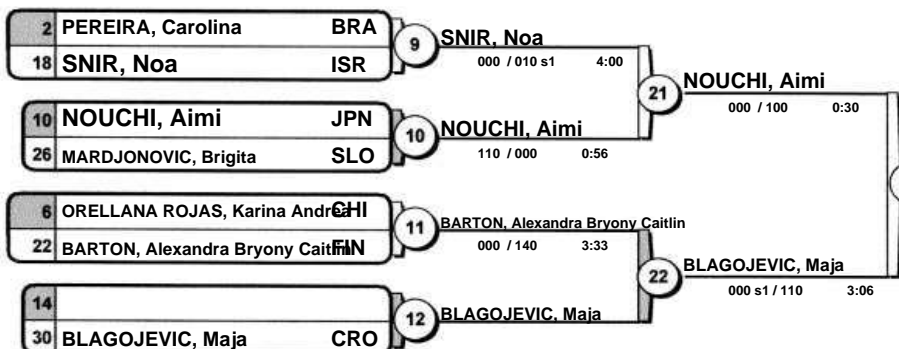 2 PEREIRA, Carolina BRA
18 SNIR, Noa ISR
9
SNIR, Noa
000 / 010 s1 4:00
10 NOUCHI, Aimi JPN
26 MARDJONOVIC, Brigita SLO
10
NOUCHI, Aimi
110 / 000 0:56
21
NOUCHI, Aimi
000 / 100 0:30
6 ORELLANA ROJAS, Karina Andrea CHI
22 BARTON, Alexandra Bryony Caitlin FIN
11
BARTON, Alexandra Bryony Caitlin
000 / 140 3:33
14
30 BLAGOJEVIC, Maja CRO
12
BLAGOJEVIC, Maja
22
BLAGOJEVIC, Maja
000 s1 / 110 3:06